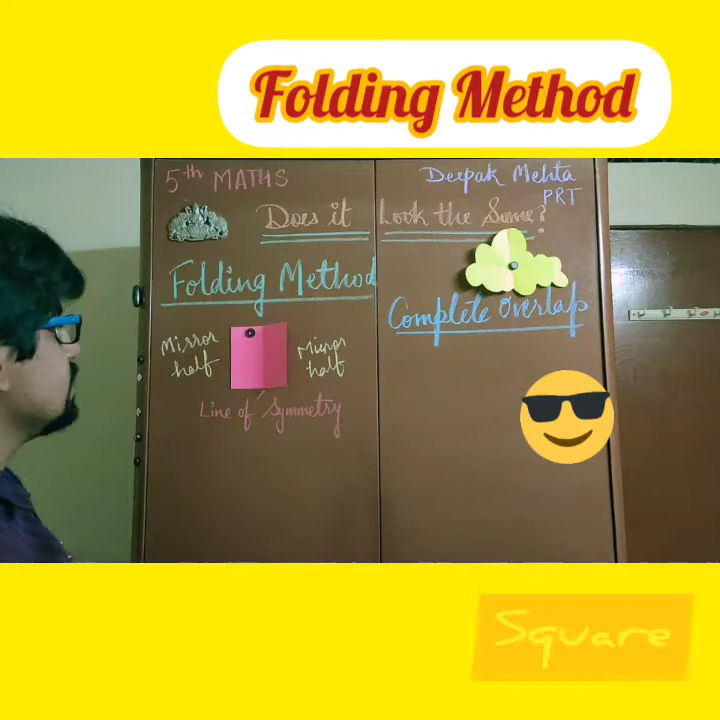 Folding Method
5th MATHS
Deepak Mehta
PRT
Does it Look the Same?
Folding Method
Complete Overlap
Mirror
half
Mirror
half
Line of Symmetry
Square